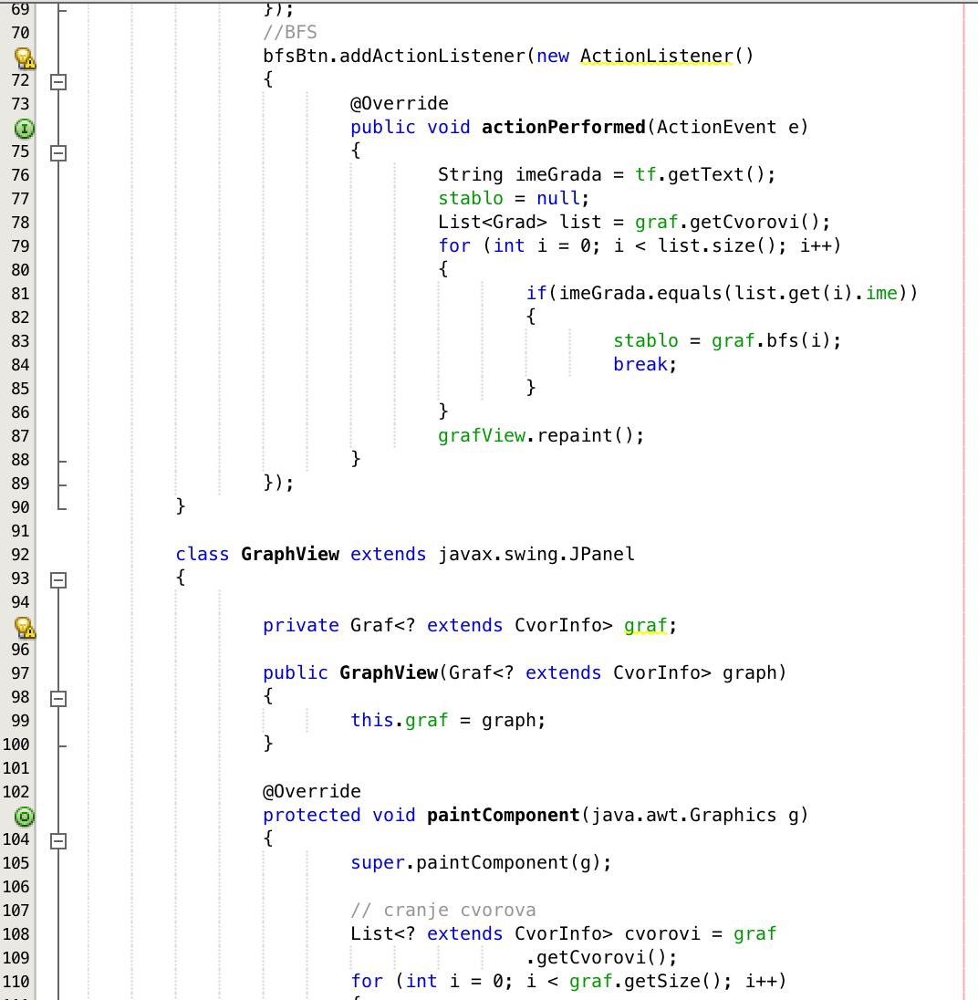 69 });
70 //BFS
bfsBtn.addActionListener(new ActionListener()
72 {
73 @Override
public void actionPerformed(ActionEvent e)
75 {
76 String imeGrada = tf.getText();
77 stablo = null;
78 List<Grad> list = graf.getCvorovi();
79 for (int i = 0; i < list.size(); i++)
80 {
81 if(imeGrada.equals(list.get(i).ime))
82 {
83 stablo = graf.bfs(i);
84 break;
85 }
86 }
87 grafView.repaint();
88 }
89 });
90 }
91
92 class GraphView extends javax.swing.JPanel
93 {
94
private Graf<? extends CvorInfo> graf;
96
97 public GraphView(Graf<? extends CvorInfo> graph)
98 {
99 this.graf = graph;
100 }
101
102 @Override
protected void paintComponent(java.awt.Graphics g)
104 {
105 super.paintComponent(g);
106
107 // cranje cvorova
108 List<? extends CvorInfo> cvorovi = graf
109 .getCvorovi();
110 for (int i = 0; i < graf.getSize(); i++)